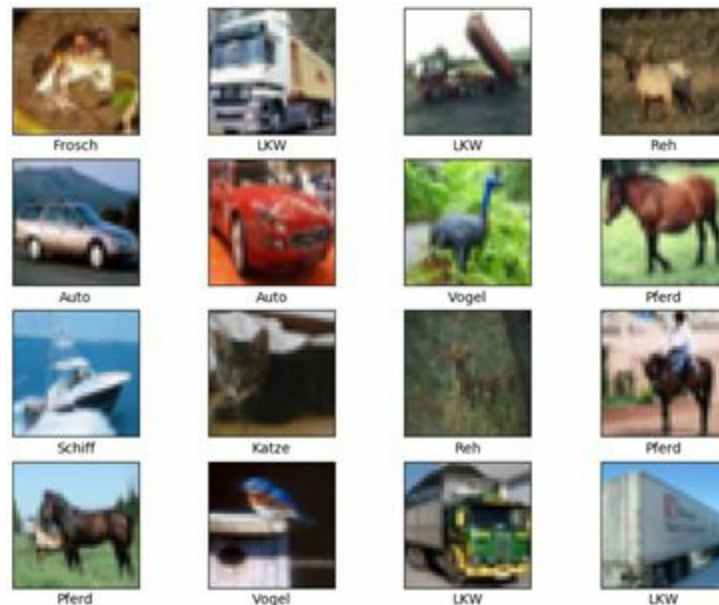 Frosch LKW LKW Reh
Auto Auto Vogel Pferd
Schiff Katze Reh Pferd
Pferd Vogel LKW LKW